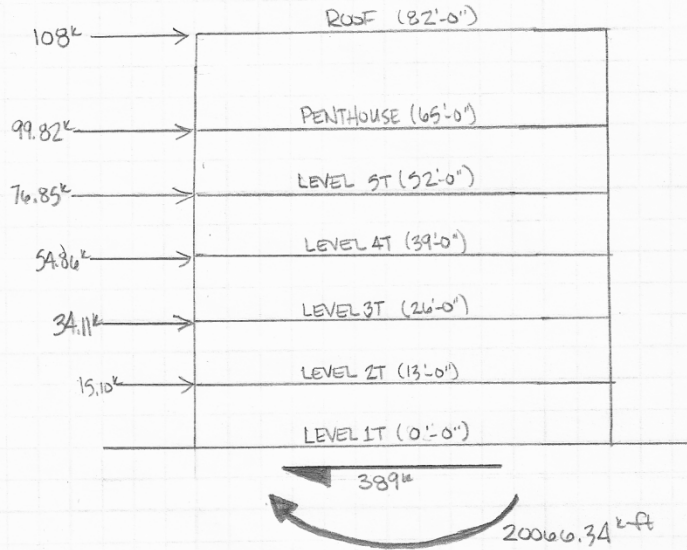 ROOF (82'-0")
108ᵏ
PENTHOUSE (65'-0")
99.82ᵏ
LEVEL 5T (52'-0")
76.85ᵏ
LEVEL 4T (39'-0")
54.86ᵏ
LEVEL 3T (26'-0")
34.11ᵏ
LEVEL 2T (13'-0")
15.10ᵏ
LEVEL 1T (0'-0")
389ᵏ
20066.34ᵏ⁻ᶠᵗ